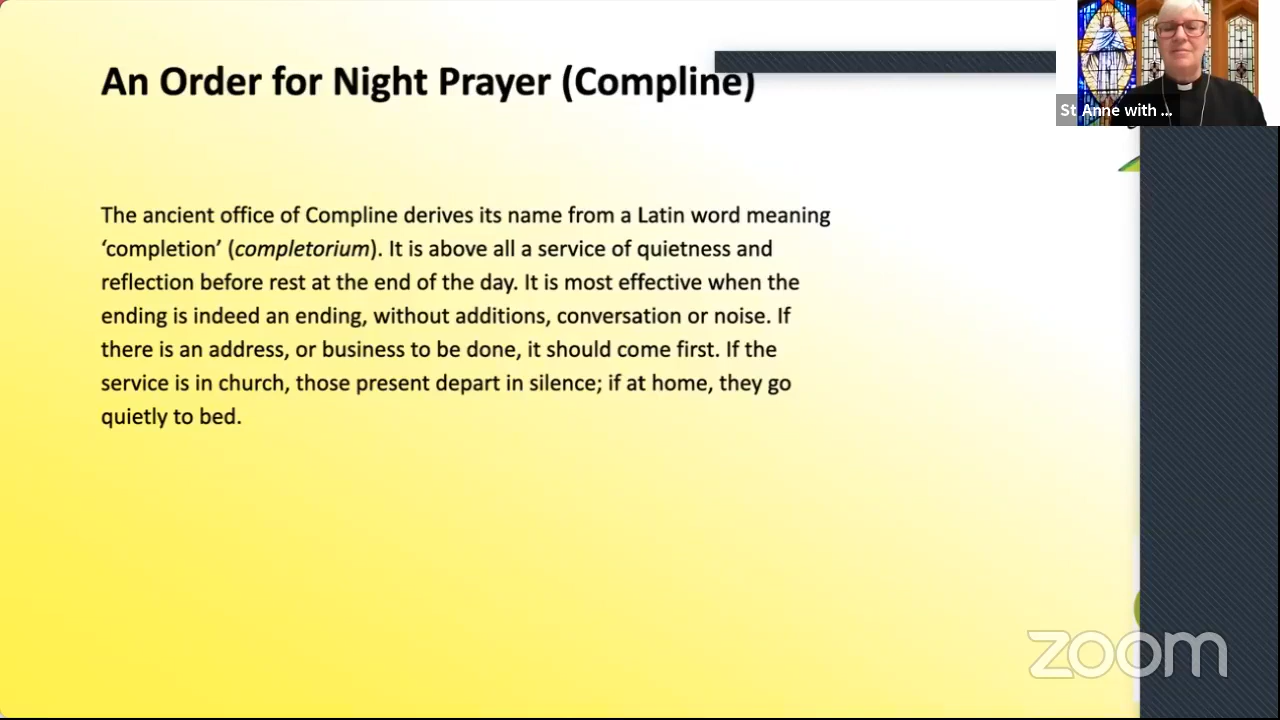 An Order for Night Prayer (Compline)
St Anne with ...
The ancient office of Compline derives its name from a Latin word meaning
‘completion’ (completorium). It is above all a service of quietness and
reflection before rest at the end of the day. It is most effective when the
ending is indeed an ending, without additions, conversation or noise. If
there is an address, or business to be done, it should come first. If the
service is in church, those present depart in silence; if at home, they go
quietly to bed.
zoom